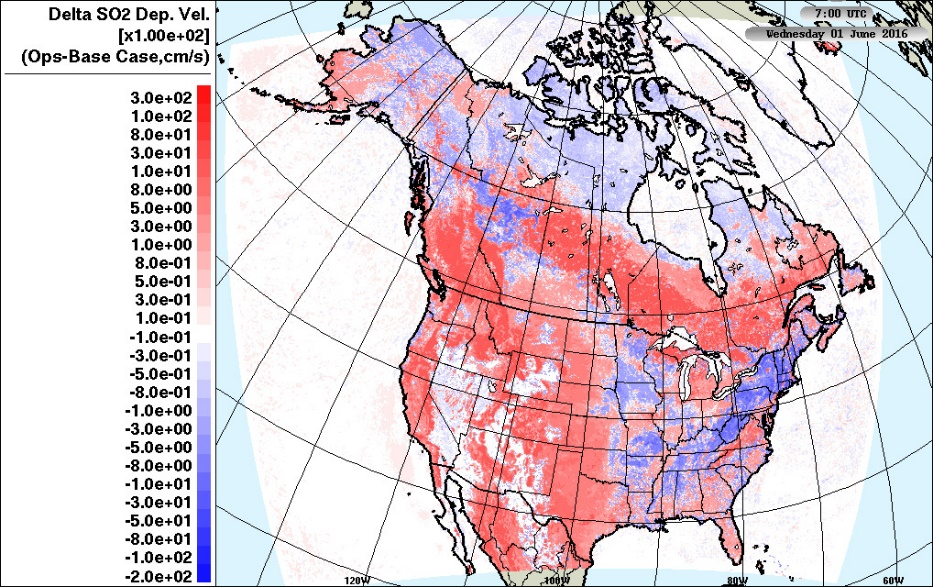 Delta SO2 Dep. Vel.
[x1.00e+02]
(Ops-Base Case,cm/s)
7:00 UTC
Wednesday 01 June 2016
3.0e+02
1.0e+02
8.0e+01
3.0e+01
1.0e+01
8.0e+00
5.0e+00
3.0e+00
1.0e+00
8.0e-01
5.0e-01
3.0e-01
1.0e-01
-1.0e-01
-3.0e-01
-5.0e-01
-8.0e-01
-1.0e+00
-3.0e+00
-5.0e+00
-8.0e+00
-1.0e+01
-3.0e+01
-5.0e+01
-8.0e+01
-1.0e+02
-2.0e+02
120W 100W 80W 60W